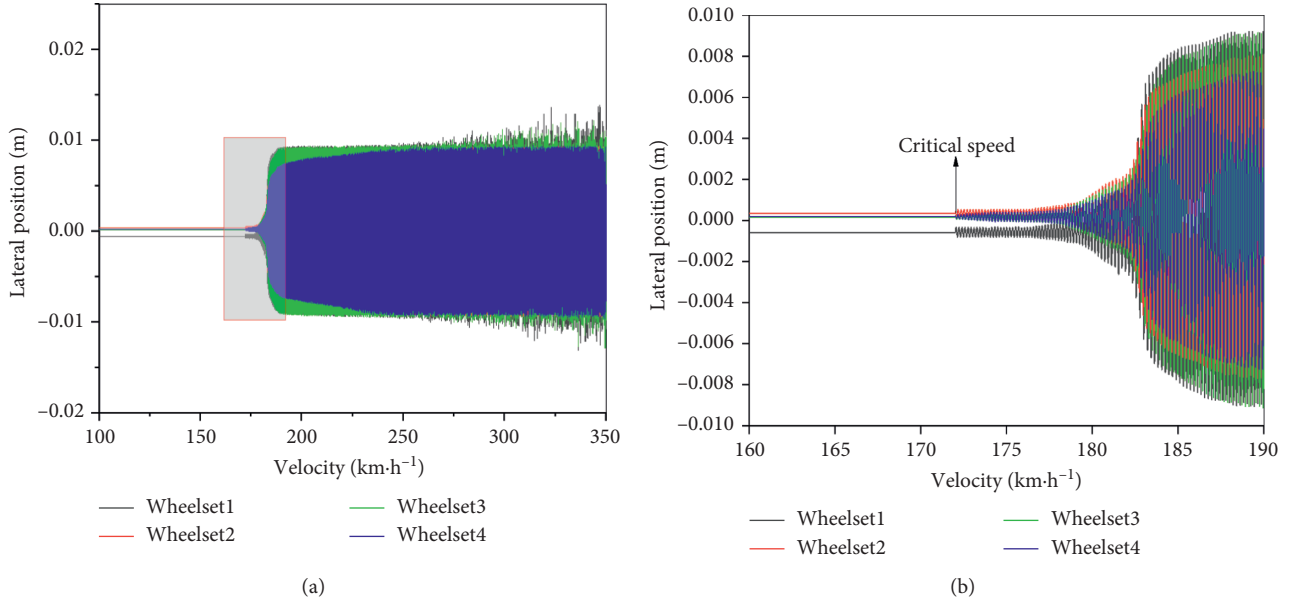 0.02
0.01
0.00
−0.01
−0.02
Lateral position (m)
100 150 200 250 300 350
Velocity (km·h⁻¹)
Wheelset1
Wheelset2
Wheelset3
Wheelset4
(a)
0.010
0.008
0.006
0.004
0.002
0.000
−0.002
−0.004
−0.006
−0.008
−0.010
Lateral position (m)
Critical speed
160 165 170 175 180 185 190
Velocity (km·h⁻¹)
Wheelset1
Wheelset2
Wheelset3
Wheelset4
(b)